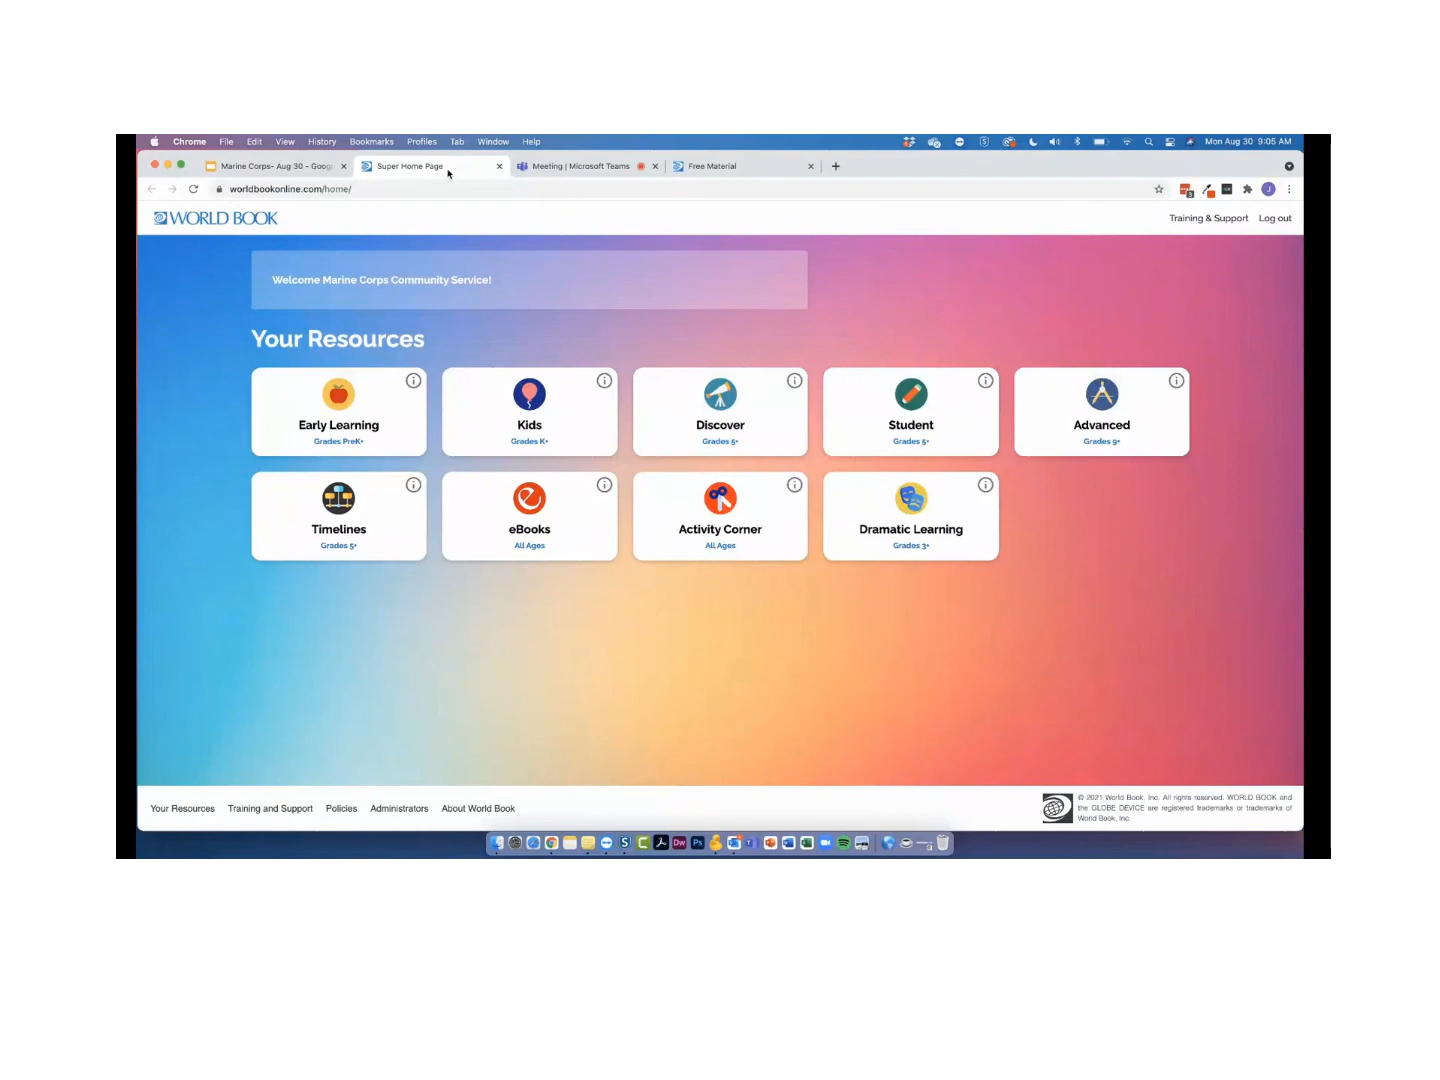 Chrome File Edit View History Bookmarks Profiles Tab Window Help Mon Aug 30 9:05 AM
Marine Corps- Aug 30 - Goog Super Home Page Meeting | Microsoft Teams Free Material
worldbookonline.com/home/
WORLD BOOK Training & Support Log out
Welcome Marine Corps Community Service!
Your Resources
Early Learning
Grades PreK+
Kids
Grades K+
Discover
Grades 5+
Student
Grades 5+
Advanced
Grades 9+
Timelines
Grades 5+
eBooks
All Ages
Activity Corner
All Ages
Dramatic Learning
Grades 3+
Your Resources Training and Support Policies Administrators About World Book
© 2021 World Book, Inc. All rights reserved. WORLD BOOK and
the GLOBE DEVICE are registered trademarks or trademarks of
World Book, Inc.